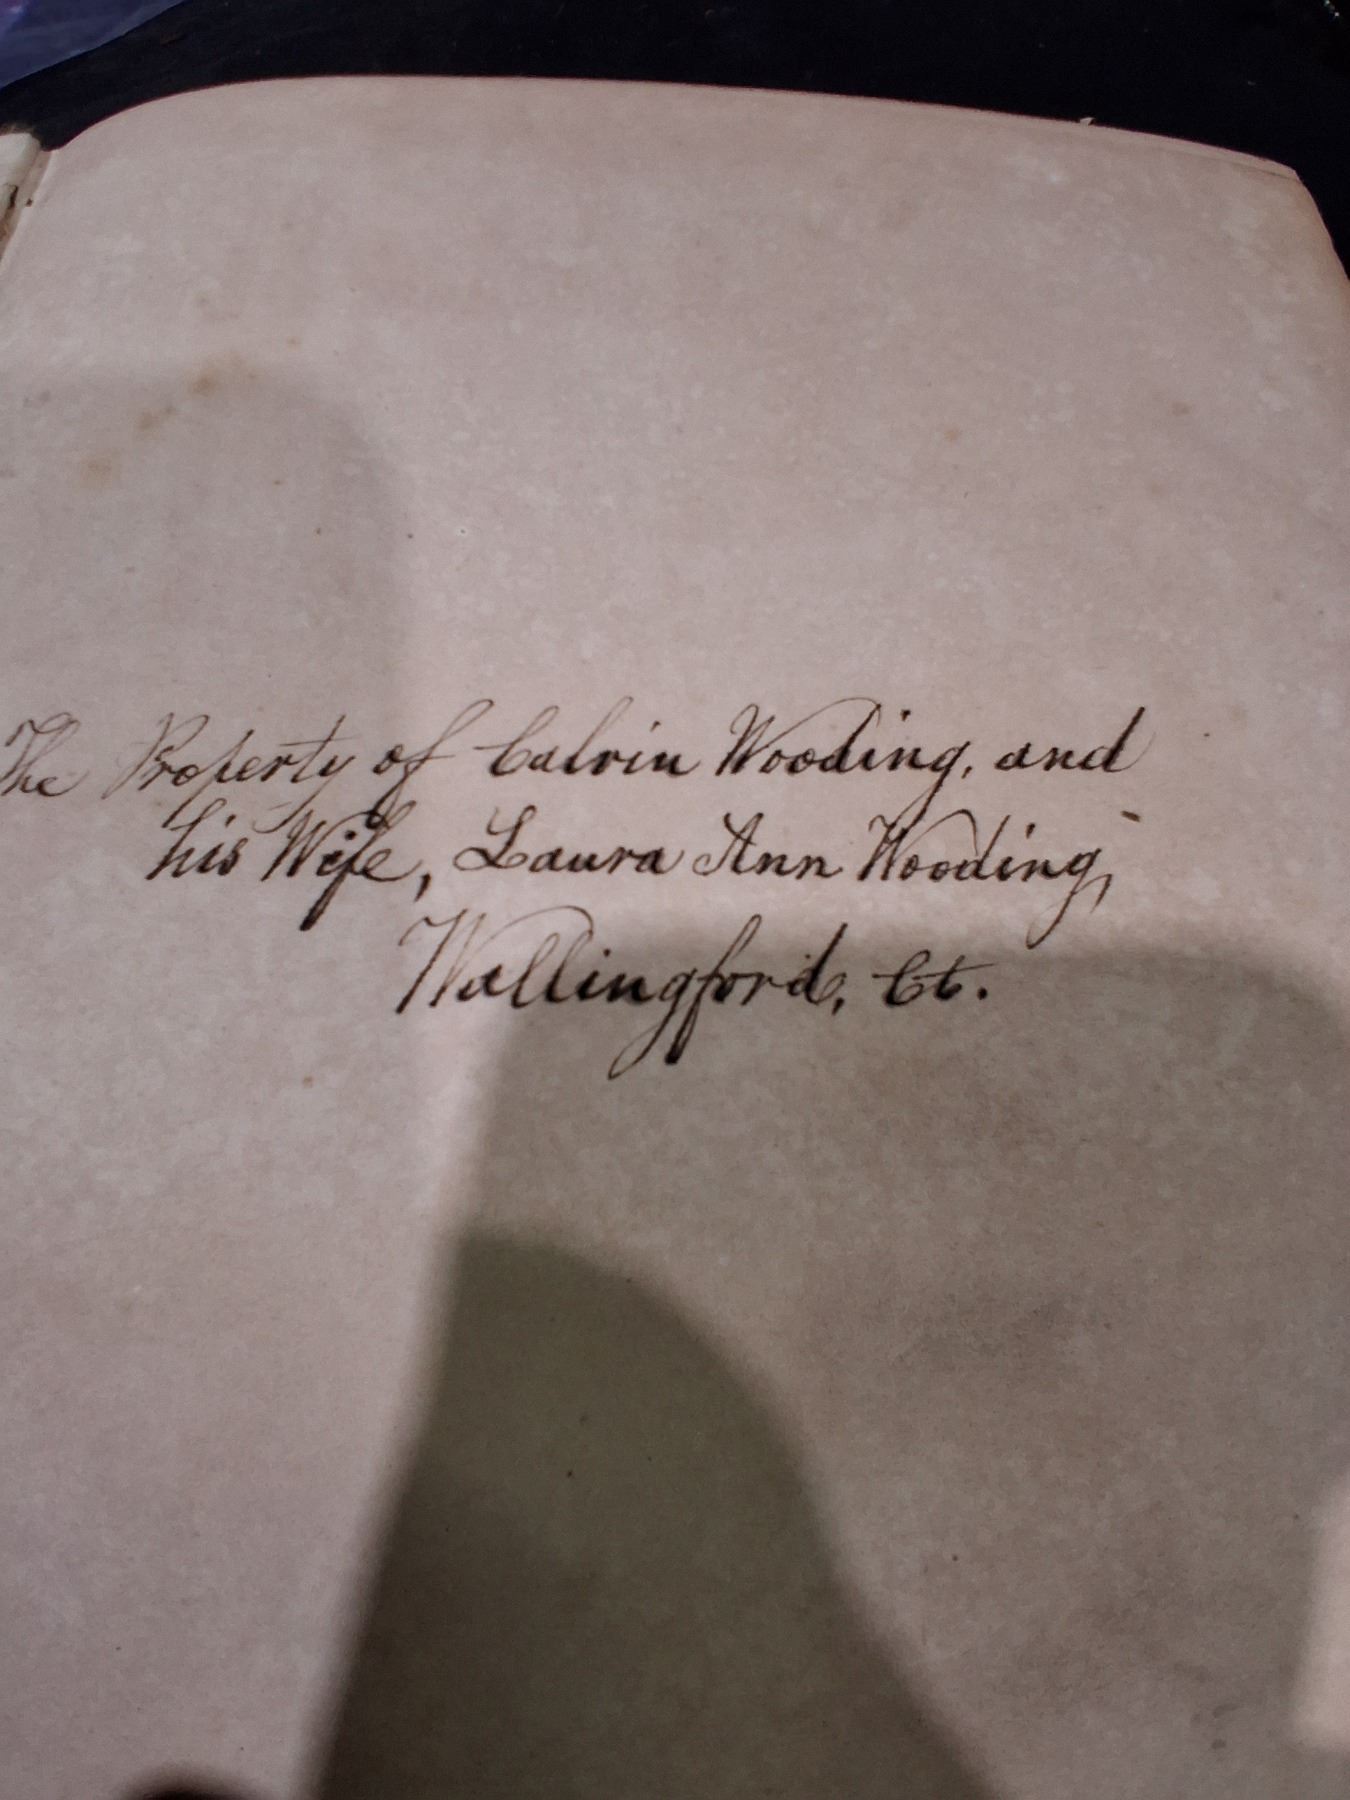 The Property of Calvin Wooding, and
his Wife, Laura Ann Wooding,
Wallingford, Ct.